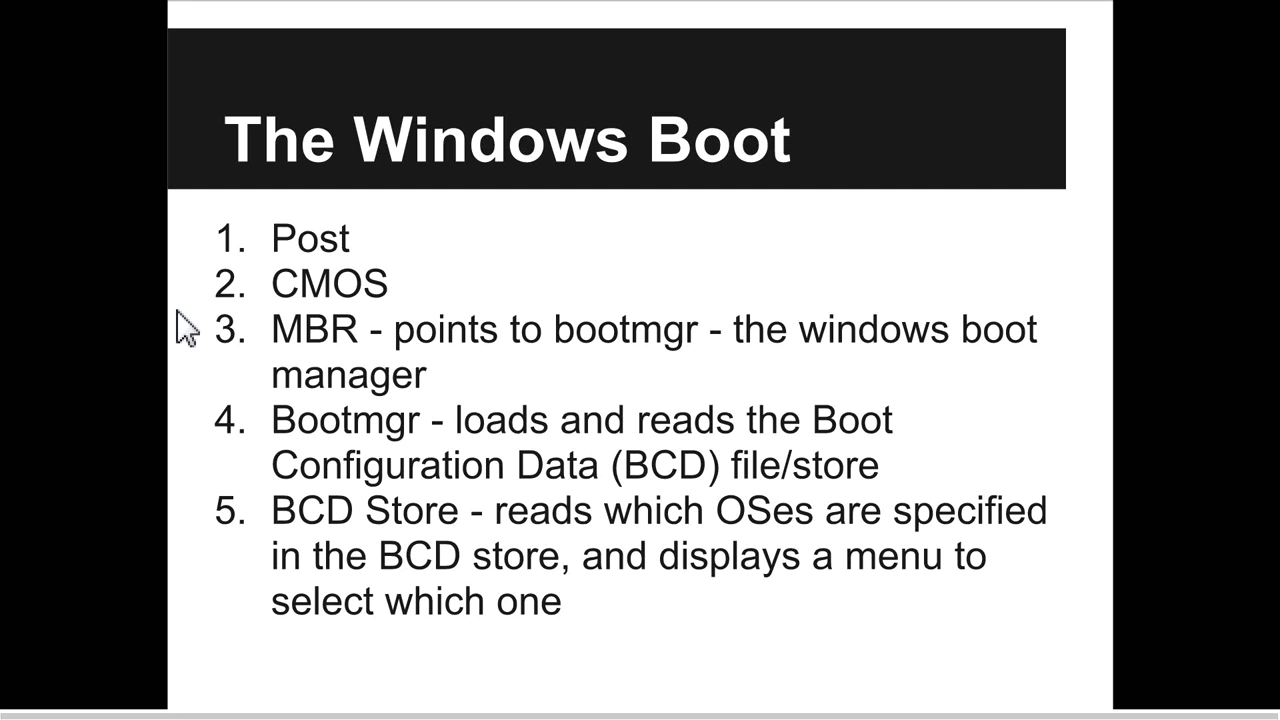 The Windows Boot
1. Post
2. CMOS
3. MBR - points to bootmgr - the windows boot
manager
4. Bootmgr - loads and reads the Boot
Configuration Data (BCD) file/store
5. BCD Store - reads which OSes are specified
in the BCD store, and displays a menu to
select which one